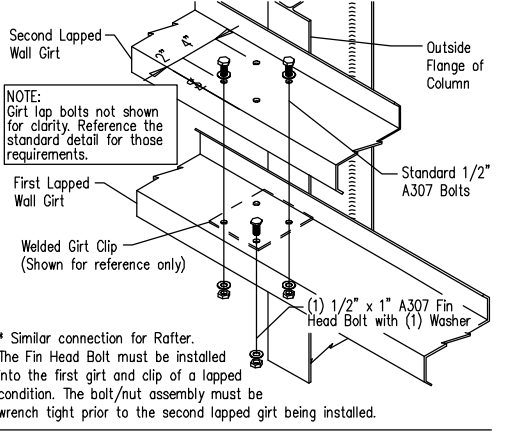 Second Lapped
Wall Girt
2"
4"
Outside
Flange of
Column
NOTE:
Girt lap bolts not shown
for clarity. Reference the
standard detail for those
requirements.
Standard 1/2"
A307 Bolts
First Lapped
Wall Girt
Welded Girt Clip
(Shown for reference only)
(1) 1/2" x 1" A307 Fin
Head Bolt with (1) Washer
* Similar connection for Rafter.
The Fin Head Bolt must be installed
into the first girt and clip of a lapped
condition. The bolt/nut assembly must be
wrench tight prior to the second lapped girt being installed.